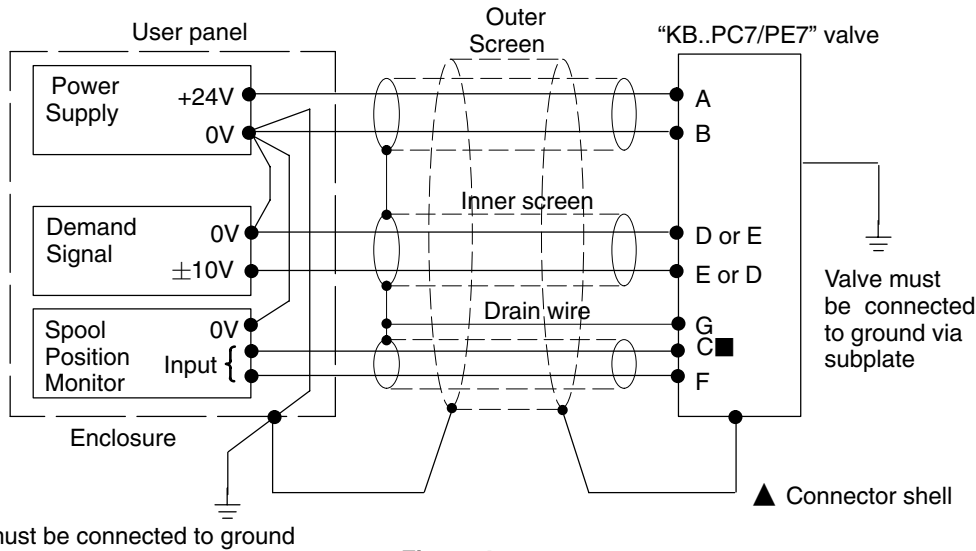 User panel
Outer
Screen
“KB..PC7/PE7” valve
Power
Supply
+24V
0V
A
B
Inner screen
Demand
Signal
0V
±10V
D or E
E or D
Valve must
be connected
to ground via
subplate
Drain wire
Spool
Position
Monitor
0V
Input {
G
C■
F
Enclosure
▲ Connector shell
must be connected to ground